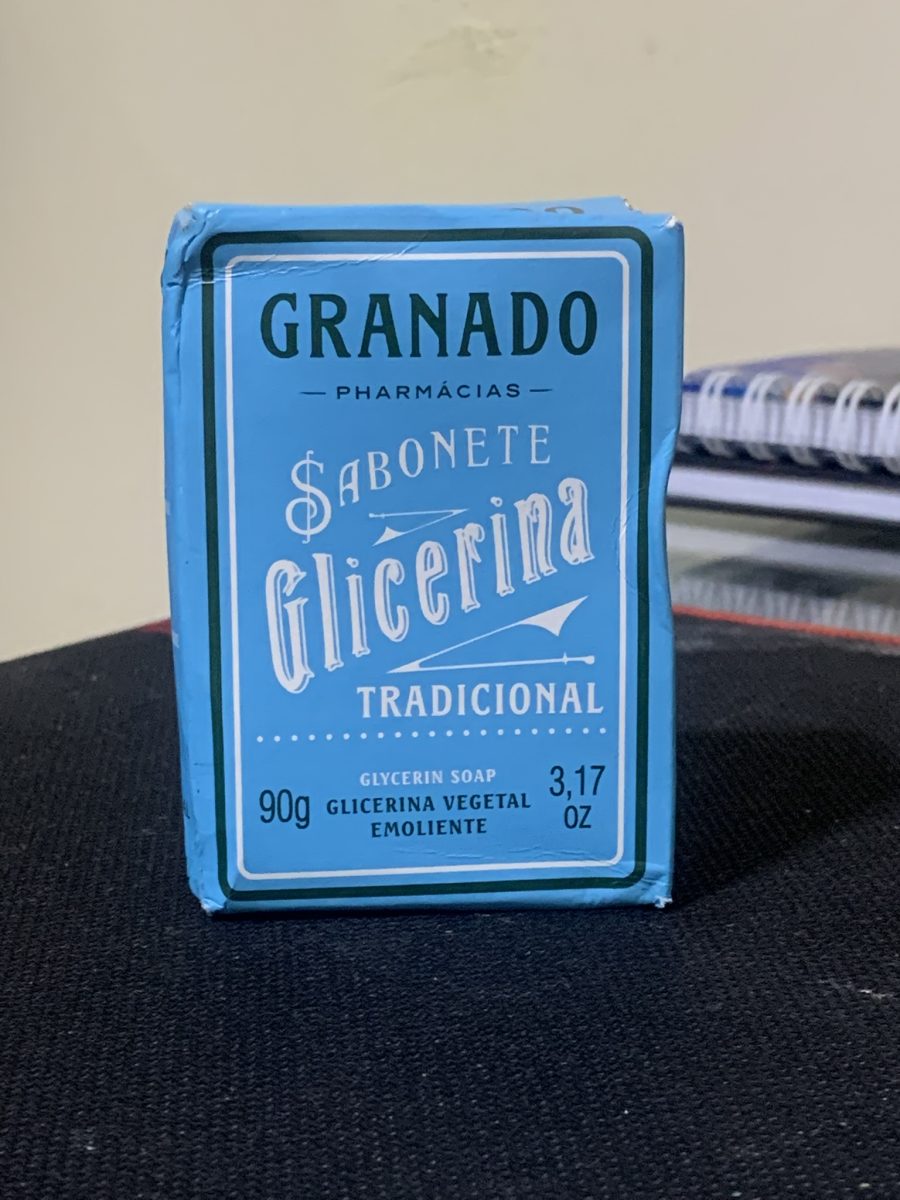 GRANADO
PHARMÁCIAS
SABONETE
Glicerina
TRADICIONAL
90g
GLYCERIN SOAP
GLICERINA VEGETAL
EMOLIENTE
3,17
OZ